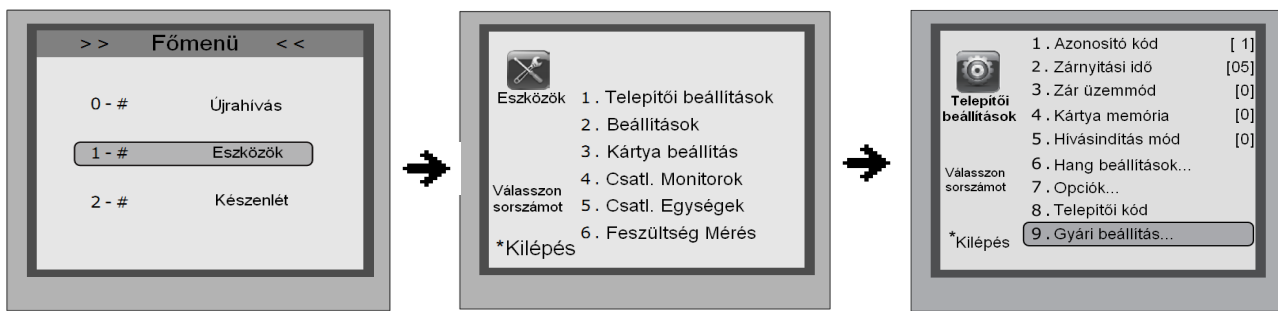 >> Főmenü <<
0 - # Újrahívás
1 - # Eszközök
2 - # Készenlét
Eszközök
1. Telepítői beállítások
2. Beállítások
3. Kártya beállítás
4. Csatl. Monitorok
5. Csatl. Egységek
6. Feszültség Mérés
Válasszon
sorszámot
*Kilépés
Telepítői
beállítások
1. Azonosító kód [ 1]
2. Zárnyitási idő [05]
3. Zár üzemmód [0]
4. Kártya memória [0]
5. Hívásindítás mód [0]
6. Hang beállítások...
7. Opciók...
8. Telepítői kód
9. Gyári beállítás...
Válasszon
sorszámot
*Kilépés